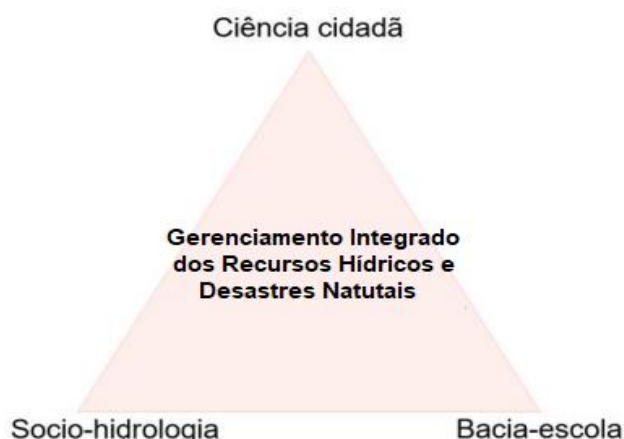 Ciência cidadã
Gerenciamento Integrado
dos Recursos Hídricos e
Desastres Natutais
Socio-hidrologia
Bacia-escola